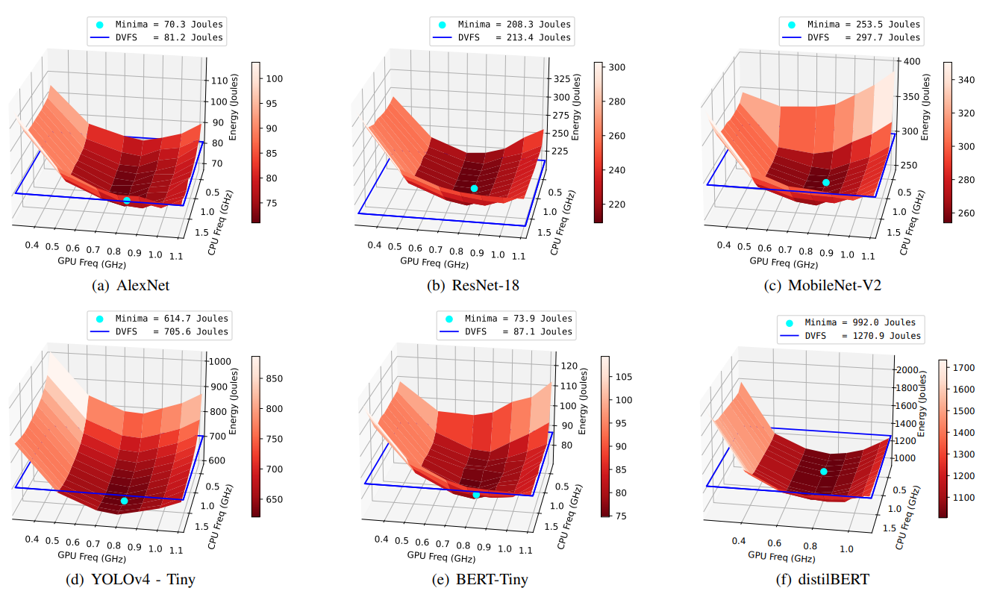 Minima = 70.3 Joules
DVFS = 81.2 Joules
110
100
90
80
70
Energy (Joules)
0.5
1.0
1.5
CPU Freq (GHz)
0.4 0.5 0.6 0.7 0.8 0.9 1.0 1.1
GPU Freq (GHz)
100
95
90
85
80
75
(a) AlexNet
Minima = 208.3 Joules
DVFS = 213.4 Joules
325
300
275
250
225
Energy (Joules)
0.5
1.0
1.5
CPU Freq (GHz)
0.4 0.5 0.6 0.7 0.8 0.9 1.0 1.1
GPU Freq (GHz)
300
280
260
240
220
(b) ResNet-18
Minima = 253.5 Joules
DVFS = 297.7 Joules
400
350
300
250
Energy (Joules)
0.5
1.0
1.5
CPU Freq (GHz)
0.4 0.5 0.6 0.7 0.8 0.9 1.0 1.1
GPU Freq (GHz)
340
320
300
280
260
(c) MobileNet-V2
Minima = 614.7 Joules
DVFS = 705.6 Joules
1000
900
800
700
600
Energy (Joules)
0.5
1.0
1.5
CPU Freq (GHz)
0.4 0.5 0.6 0.7 0.8 0.9 1.0 1.1
GPU Freq (GHz)
850
800
750
700
650
(d) YOLOv4 - Tiny
Minima = 73.9 Joules
DVFS = 87.1 Joules
120
110
100
90
80
Energy (Joules)
0.5
1.0
1.5
CPU Freq (GHz)
0.4 0.5 0.6 0.7 0.8 0.9 1.0 1.1
GPU Freq (GHz)
105
100
95
90
85
80
75
(e) BERT-Tiny
Minima = 992.0 Joules
DVFS = 1270.9 Joules
2000
1800
1600
1400
1200
1000
Energy (Joules)
0.5
1.0
1.5
CPU Freq (GHz)
0.4 0.6 0.8 1.0
GPU Freq (GHz)
1700
1600
1500
1400
1300
1200
1100
(f) distilBERT